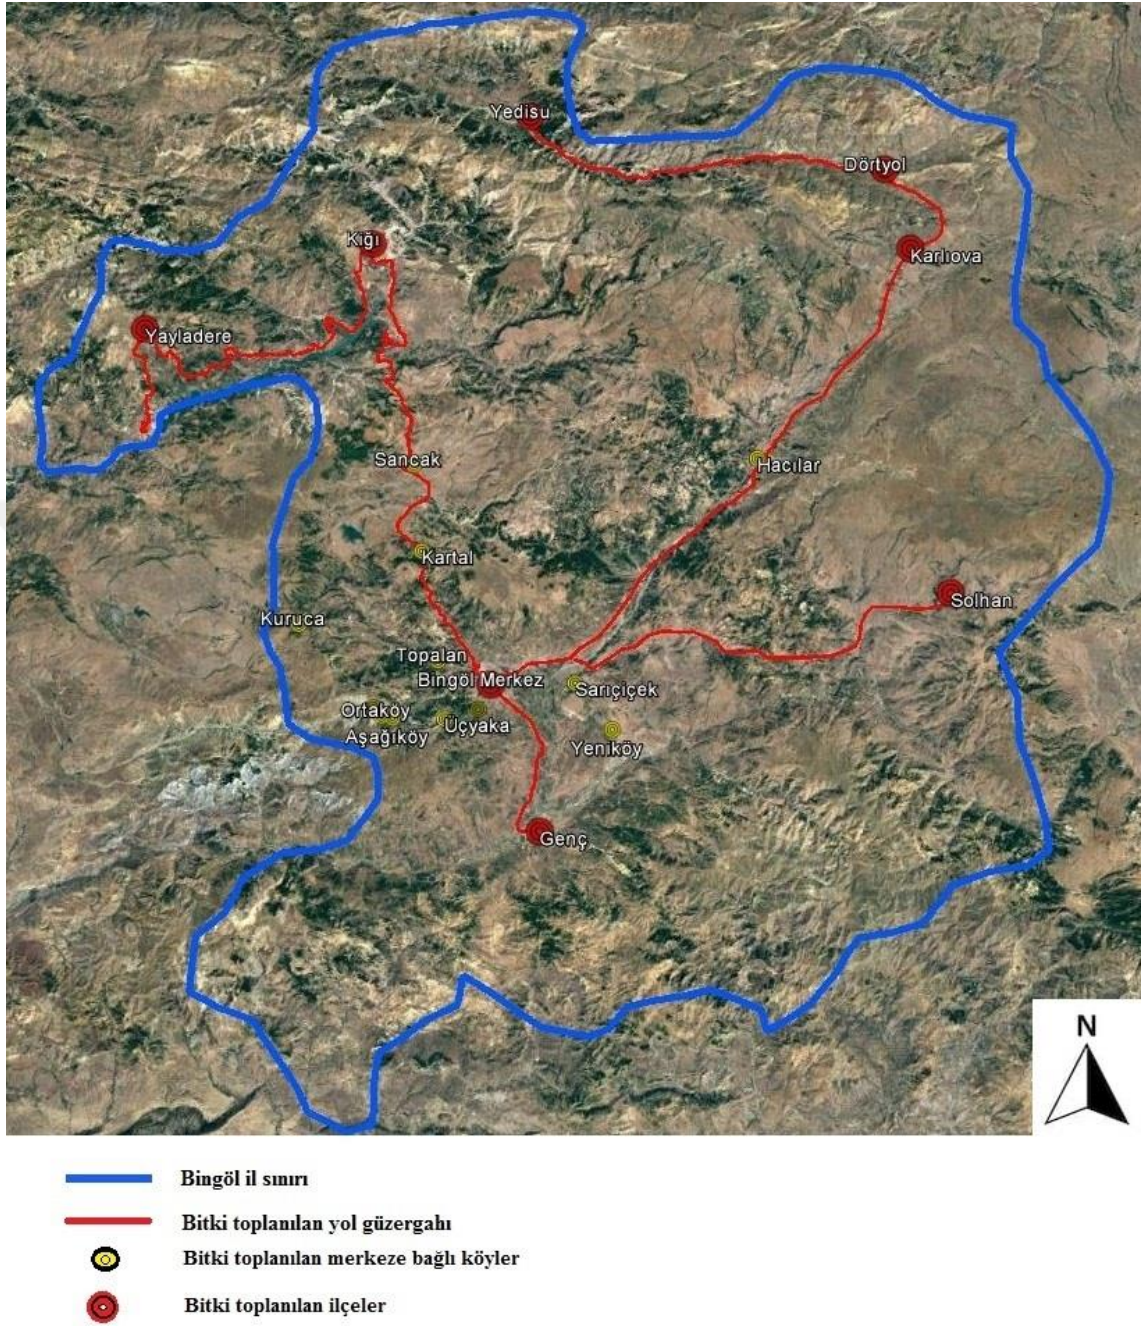 Yedisu
Dörtyol
Kiğı
Karlıova
Yayladere
Sancak
Hacılar
Kartal
Solhan
Kuruca
Topalan
Bingöl Merkez
Sarıçiçek
Ortaköy
Üçyaka
Aşağıköy
Yeniköy
Genç
N
Bingöl il sınırı
Bitki toplanılan yol güzergahı
Bitki toplanılan merkeze bağlı köyler
Bitki toplanılan ilçeler